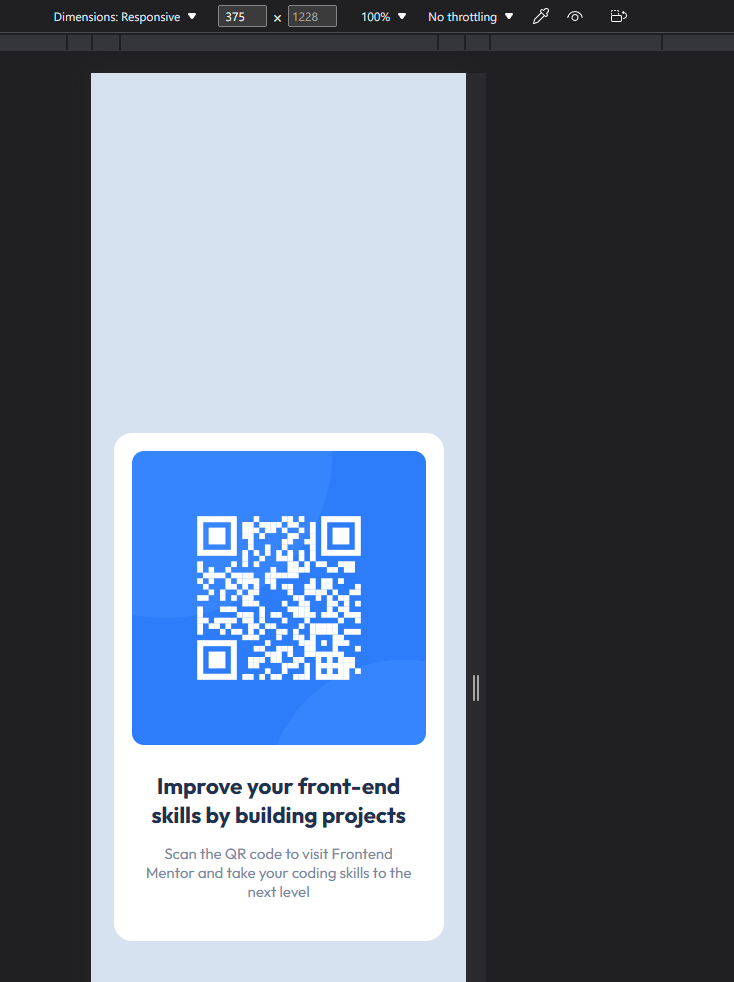 Dimensions: Responsive 375 × 1228 100% No throttling
Improve your front-end
skills by building projects
Scan the QR code to visit Frontend
Mentor and take your coding skills to the
next level